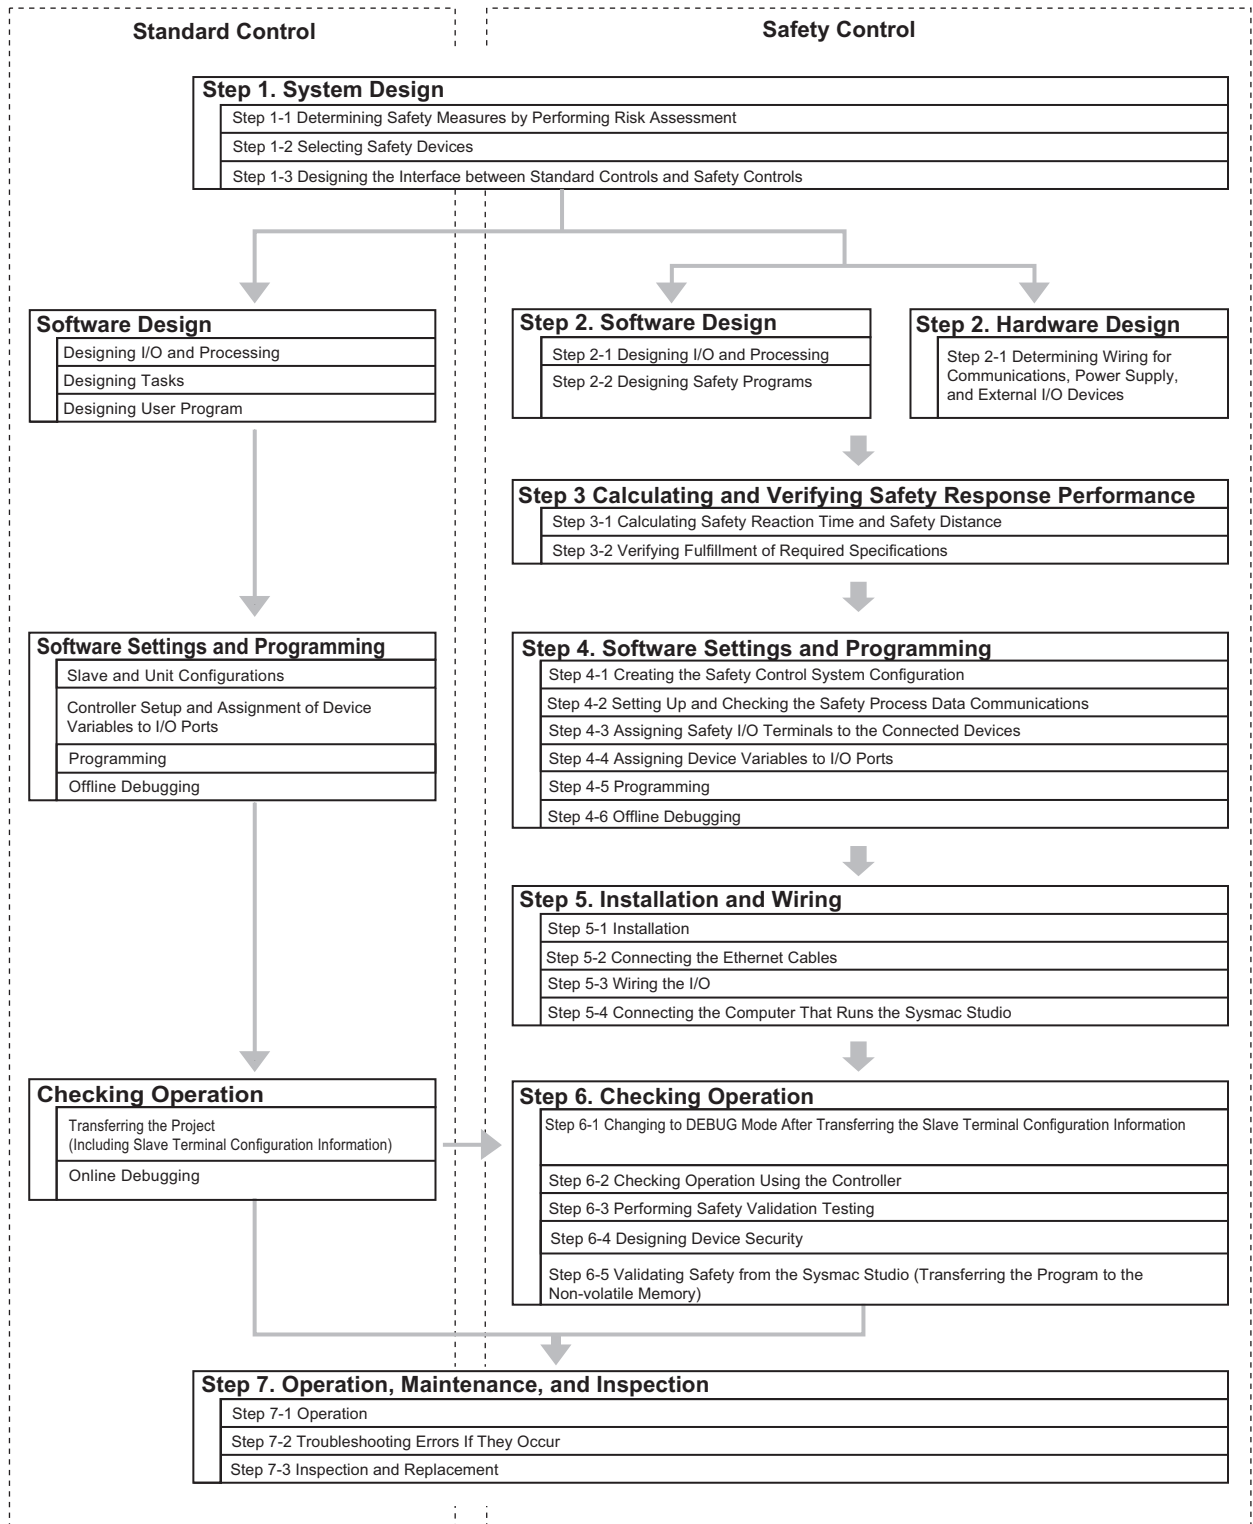 Standard Control
Safety Control
Step 1. System Design
Step 1-1 Determining Safety Measures by Performing Risk Assessment
Step 1-2 Selecting Safety Devices
Step 1-3 Designing the Interface between Standard Controls and Safety Controls
Software Design
Designing I/O and Processing
Designing Tasks
Designing User Program
Step 2. Software Design
Step 2-1 Designing I/O and Processing
Step 2-2 Designing Safety Programs
Step 2. Hardware Design
Step 2-1 Determining Wiring for
Communications, Power Supply,
and External I/O Devices
Step 3 Calculating and Verifying Safety Response Performance
Step 3-1 Calculating Safety Reaction Time and Safety Distance
Step 3-2 Verifying Fulfillment of Required Specifications
Software Settings and Programming
Slave and Unit Configurations
Controller Setup and Assignment of Device
Variables to I/O Ports
Programming
Offline Debugging
Step 4. Software Settings and Programming
Step 4-1 Creating the Safety Control System Configuration
Step 4-2 Setting Up and Checking the Safety Process Data Communications
Step 4-3 Assigning Safety I/O Terminals to the Connected Devices
Step 4-4 Assigning Device Variables to I/O Ports
Step 4-5 Programming
Step 4-6 Offline Debugging
Step 5. Installation and Wiring
Step 5-1 Installation
Step 5-2 Connecting the Ethernet Cables
Step 5-3 Wiring the I/O
Step 5-4 Connecting the Computer That Runs the Sysmac Studio
Checking Operation
Transferring the Project
(Including Slave Terminal Configuration Information)
Online Debugging
Step 6. Checking Operation
Step 6-1 Changing to DEBUG Mode After Transferring the Slave Terminal Configuration Information
Step 6-2 Checking Operation Using the Controller
Step 6-3 Performing Safety Validation Testing
Step 6-4 Designing Device Security
Step 6-5 Validating Safety from the Sysmac Studio (Transferring the Program to the
Non-volatile Memory)
Step 7. Operation, Maintenance, and Inspection
Step 7-1 Operation
Step 7-2 Troubleshooting Errors If They Occur
Step 7-3 Inspection and Replacement